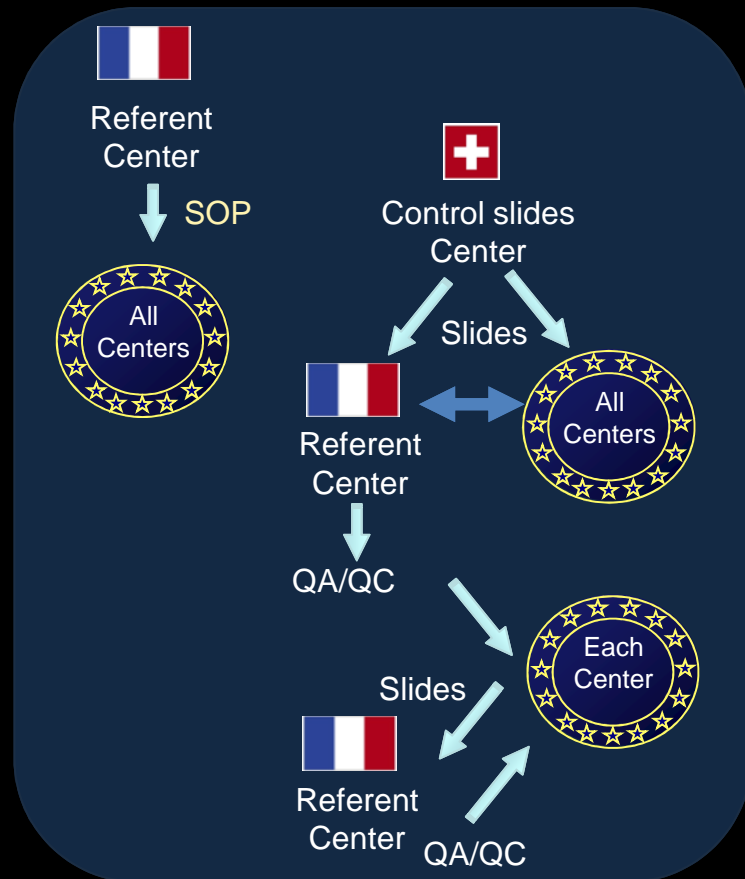 Referent
Center
SOP
All
Centers
Control slides
Center
Slides
Referent
Center
All
Centers
QA/QC
Each
Center
Slides
Referent
Center
QA/QC